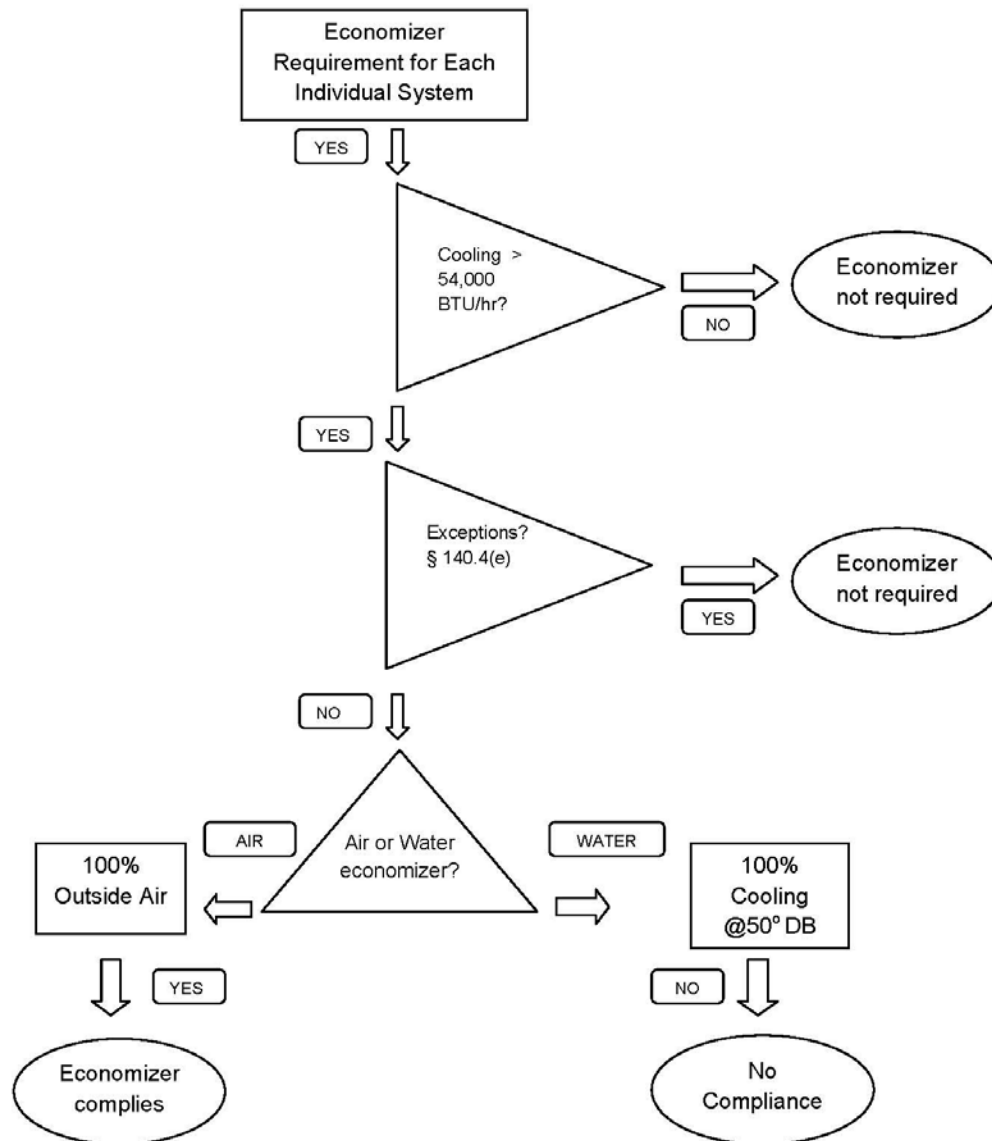 Economizer
Requirement for Each
Individual System
YES
Cooling >
54,000
BTU/hr?
NO
Economizer
not required
YES
Exceptions?
§ 140.4(e)
YES
Economizer
not required
NO
Air or Water
economizer?
AIR
WATER
100%
Outside Air
100%
Cooling
@50º DB
YES
NO
Economizer
complies
No
Compliance